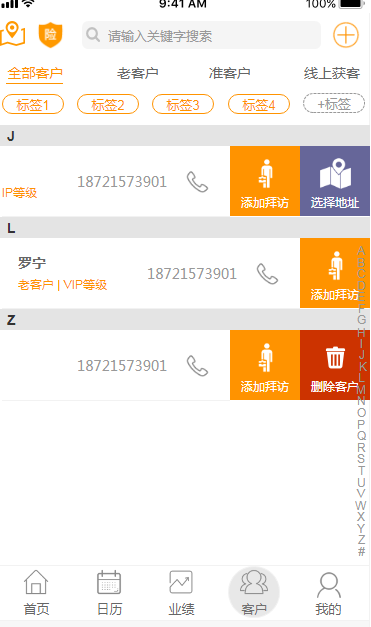 9:41 AM 100%
险 请输入关键字搜索
全部客户 老客户 准客户 线上获客
标签1 标签2 标签3 标签4 +标签
J
IP等级 18721573901 添加拜访 选择地址
L
罗宁
老客户 | VIP等级 18721573901 添加拜访
Z
18721573901 添加拜访 删除客户
A
B
C
D
E
F
G
H
I
J
K
L
M
N
O
P
Q
R
S
T
U
V
W
X
Y
Z
#
首页 日历 业绩 客户 我的